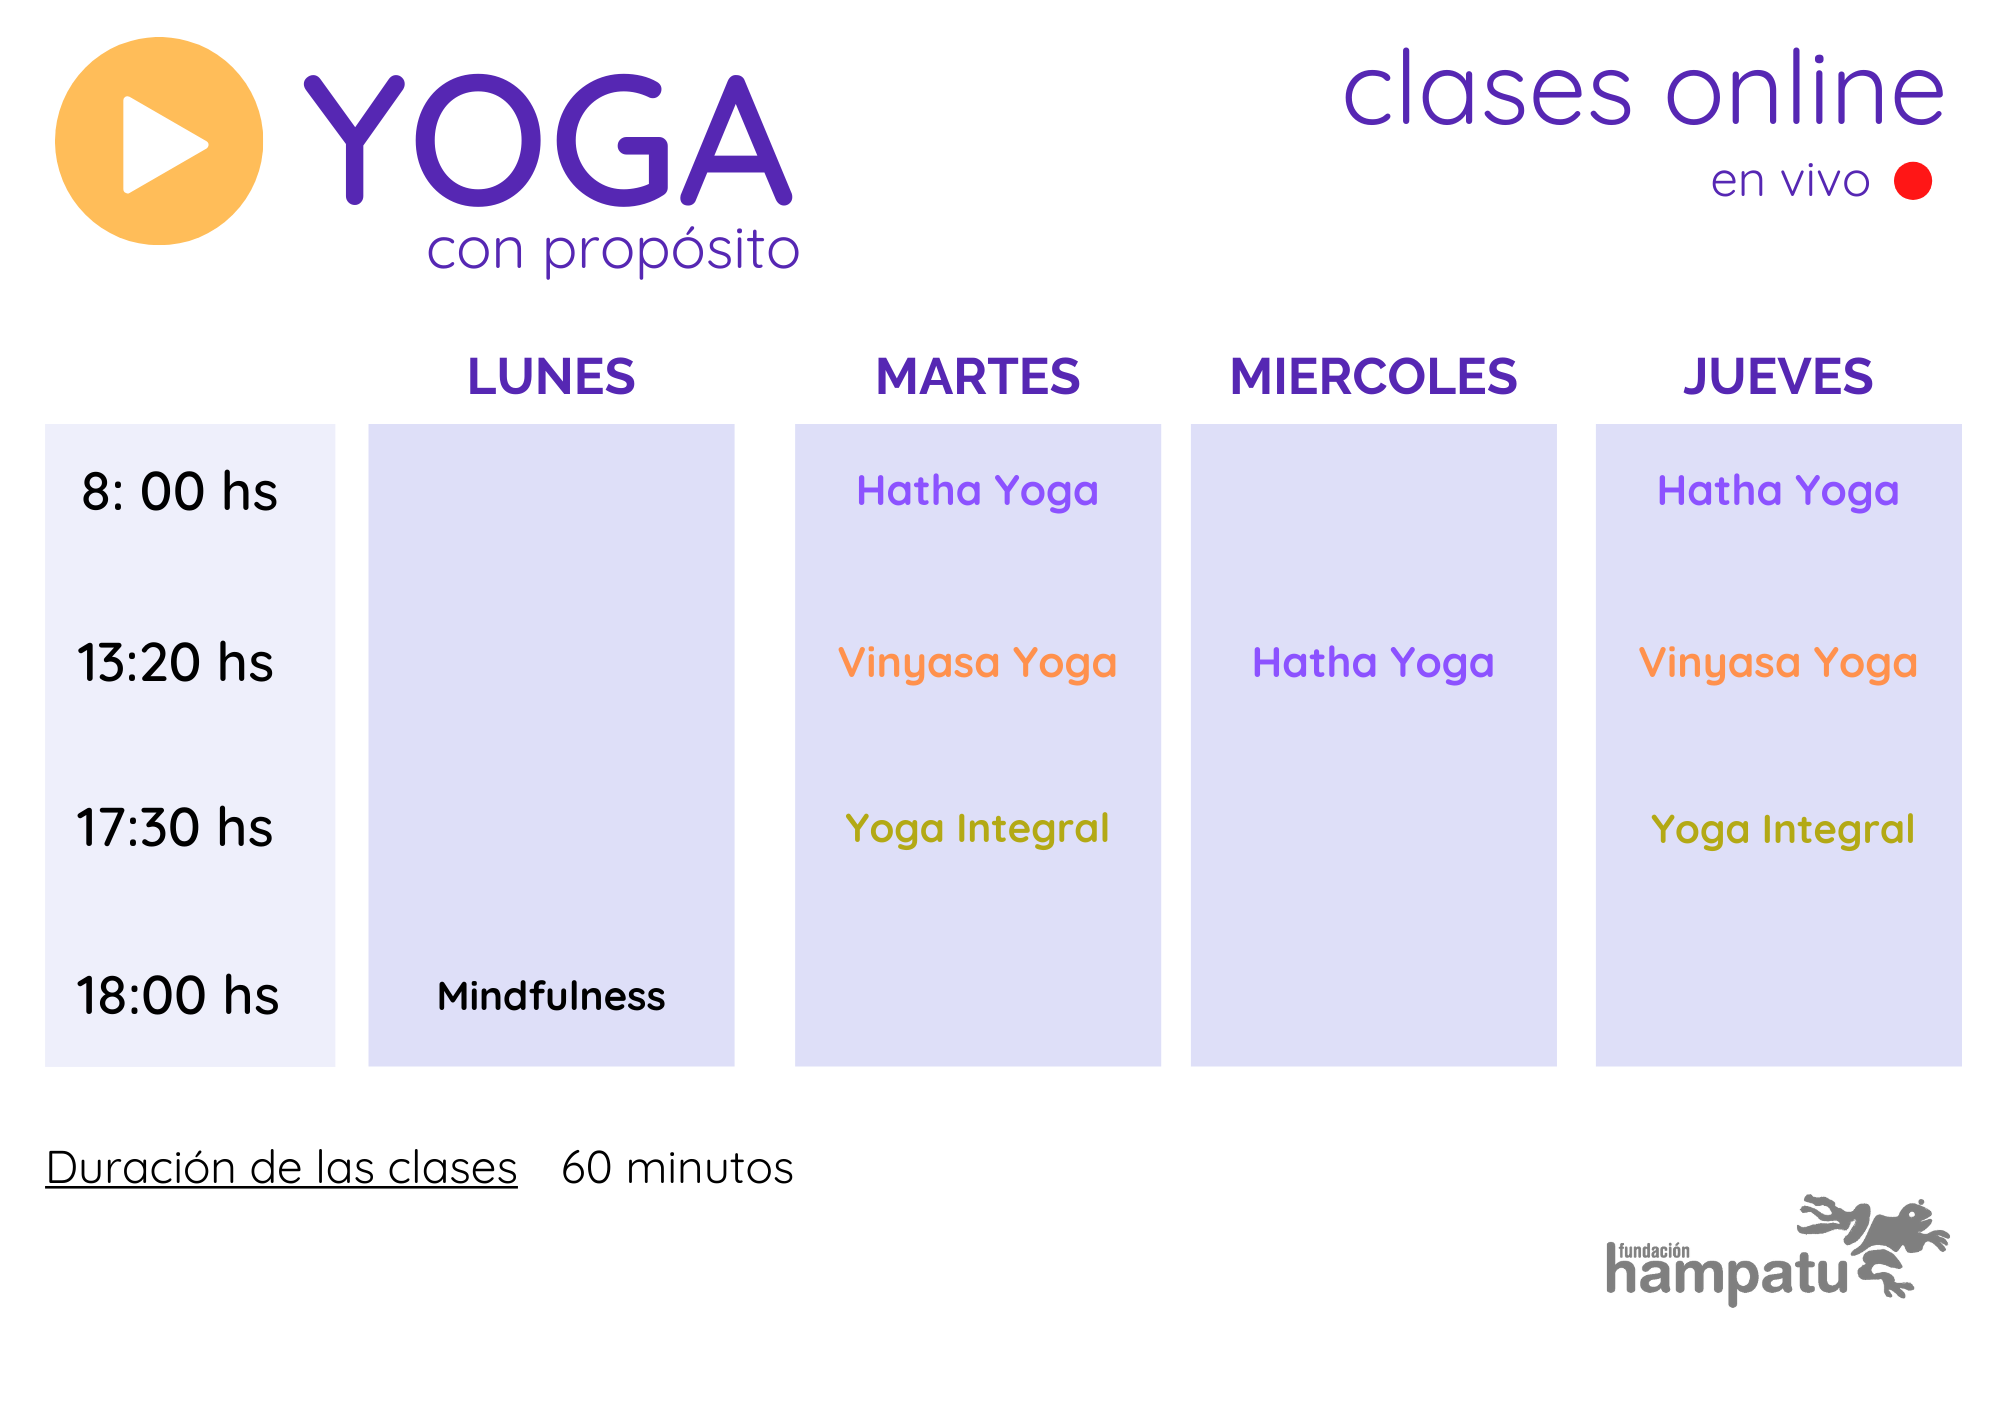 YOGA
con propósito
clases online
en vivo
LUNES MARTES MIERCOLES JUEVES
8: 00 hs Hatha Yoga Hatha Yoga
13:20 hs Vinyasa Yoga Hatha Yoga Vinyasa Yoga
17:30 hs Yoga Integral Yoga Integral
18:00 hs Mindfulness
Duración de las clases 60 minutos
fundación
hampatu